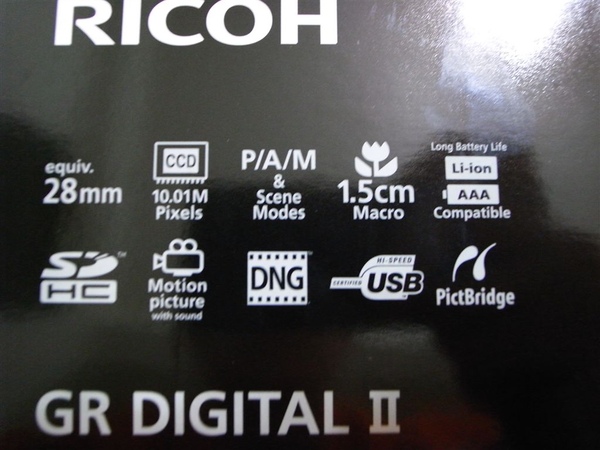 RICOH
equiv.
28mm
CCD
10.01M
Pixels
P/A/M
&
Scene
Modes
1.5cm
Macro
Long Battery Life
Li-ion
AAA
Compatible
SD
HC
Motion
picture
with sound
DNG
HI-SPEED
CERTIFIED
USB
PictBridge
GR DIGITAL II